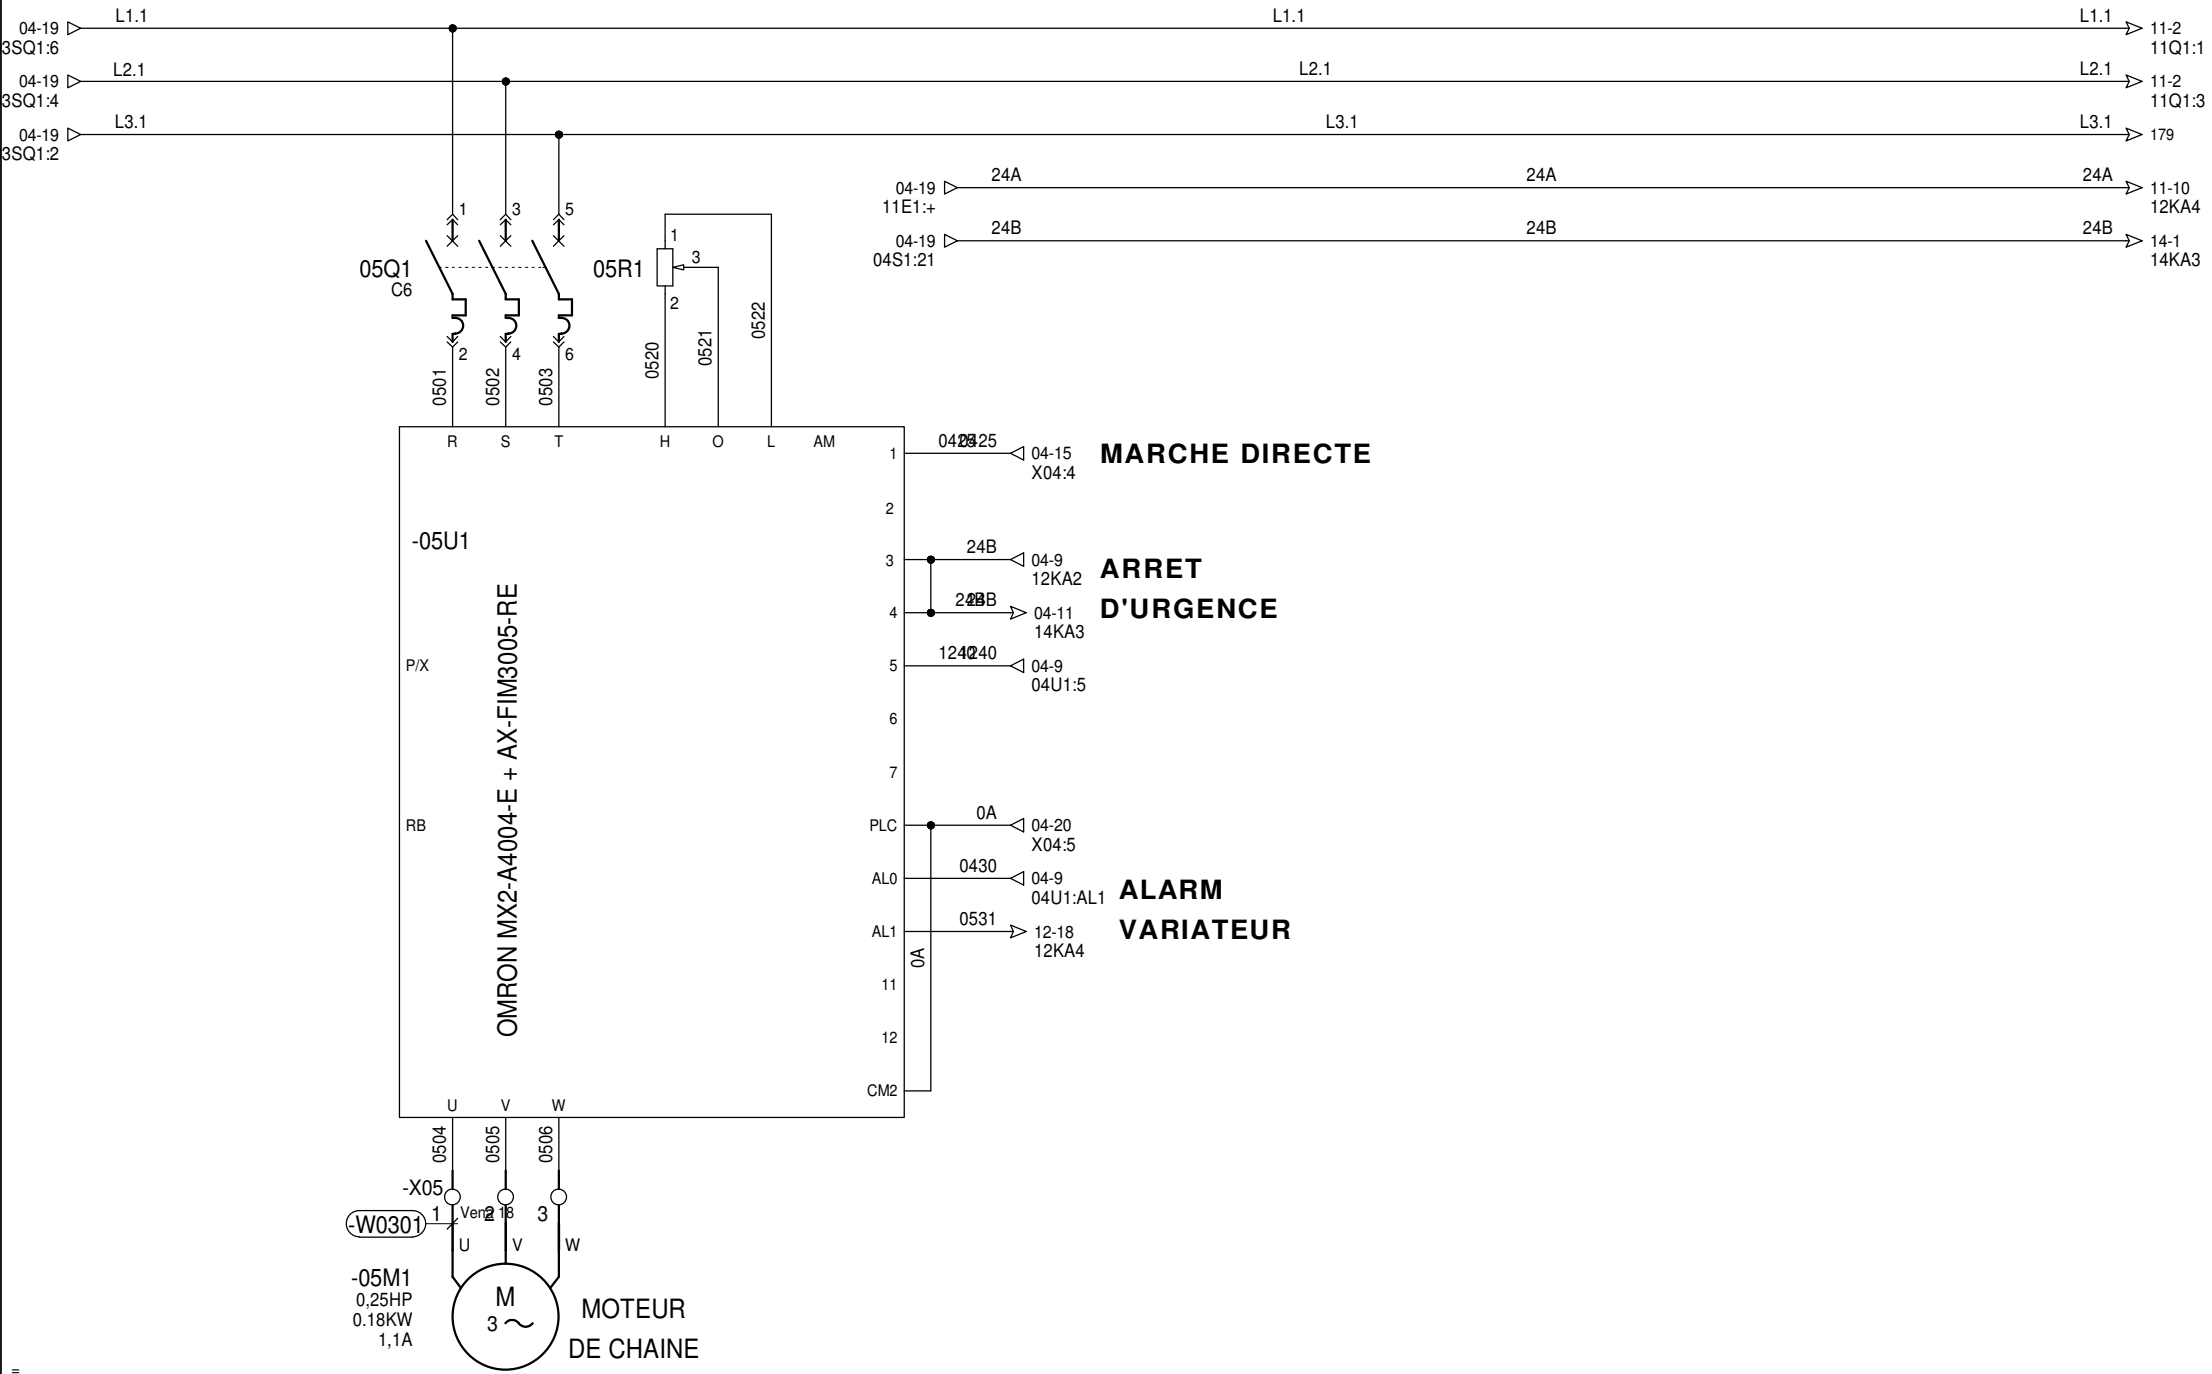 L1.1 L1.1 L1.1
04-19 11-2
3SQ1:6 11Q1:1
L2.1 L2.1 L2.1
04-19 11-2
3SQ1:4 11Q1:3
L3.1 L3.1 L3.1
04-19 179
3SQ1:2
24A 24A 24A
04-19 11-10
11E1:+ 12KA4
24B 24B 24B
04-19 14-1
04S1:21 14KA3
1 3 5
05Q1
C6
2 4 6
0501 0502 0503
05R1
1
3
2
0520 0521 0522
R S T H O L AM
-05U1
OMRON MX2-A4004-E + AX-FIM3005-RE
P/X
RB
1 0425 0425 04-15
X04:4
MARCHE DIRECTE
2
3 24B 04-9
12KA2
4 24B 24B 04-11
14KA3
ARRET
D'URGENCE
5 1240 1240 04-9
04U1:5
6
7
PLC 0A 04-20
X04:5
AL0 0430 04-9
04U1:AL1
AL1 0531 12-18
12KA4
ALARM
VARIATEUR
0A
11
12
CM2
U V W
0504 0505 0506
-X05
1 2 3
-W0301
U V W
-05M1
0,25HP
0.18KW
1,1A
M
3
MOTEUR
DE CHAINE
=